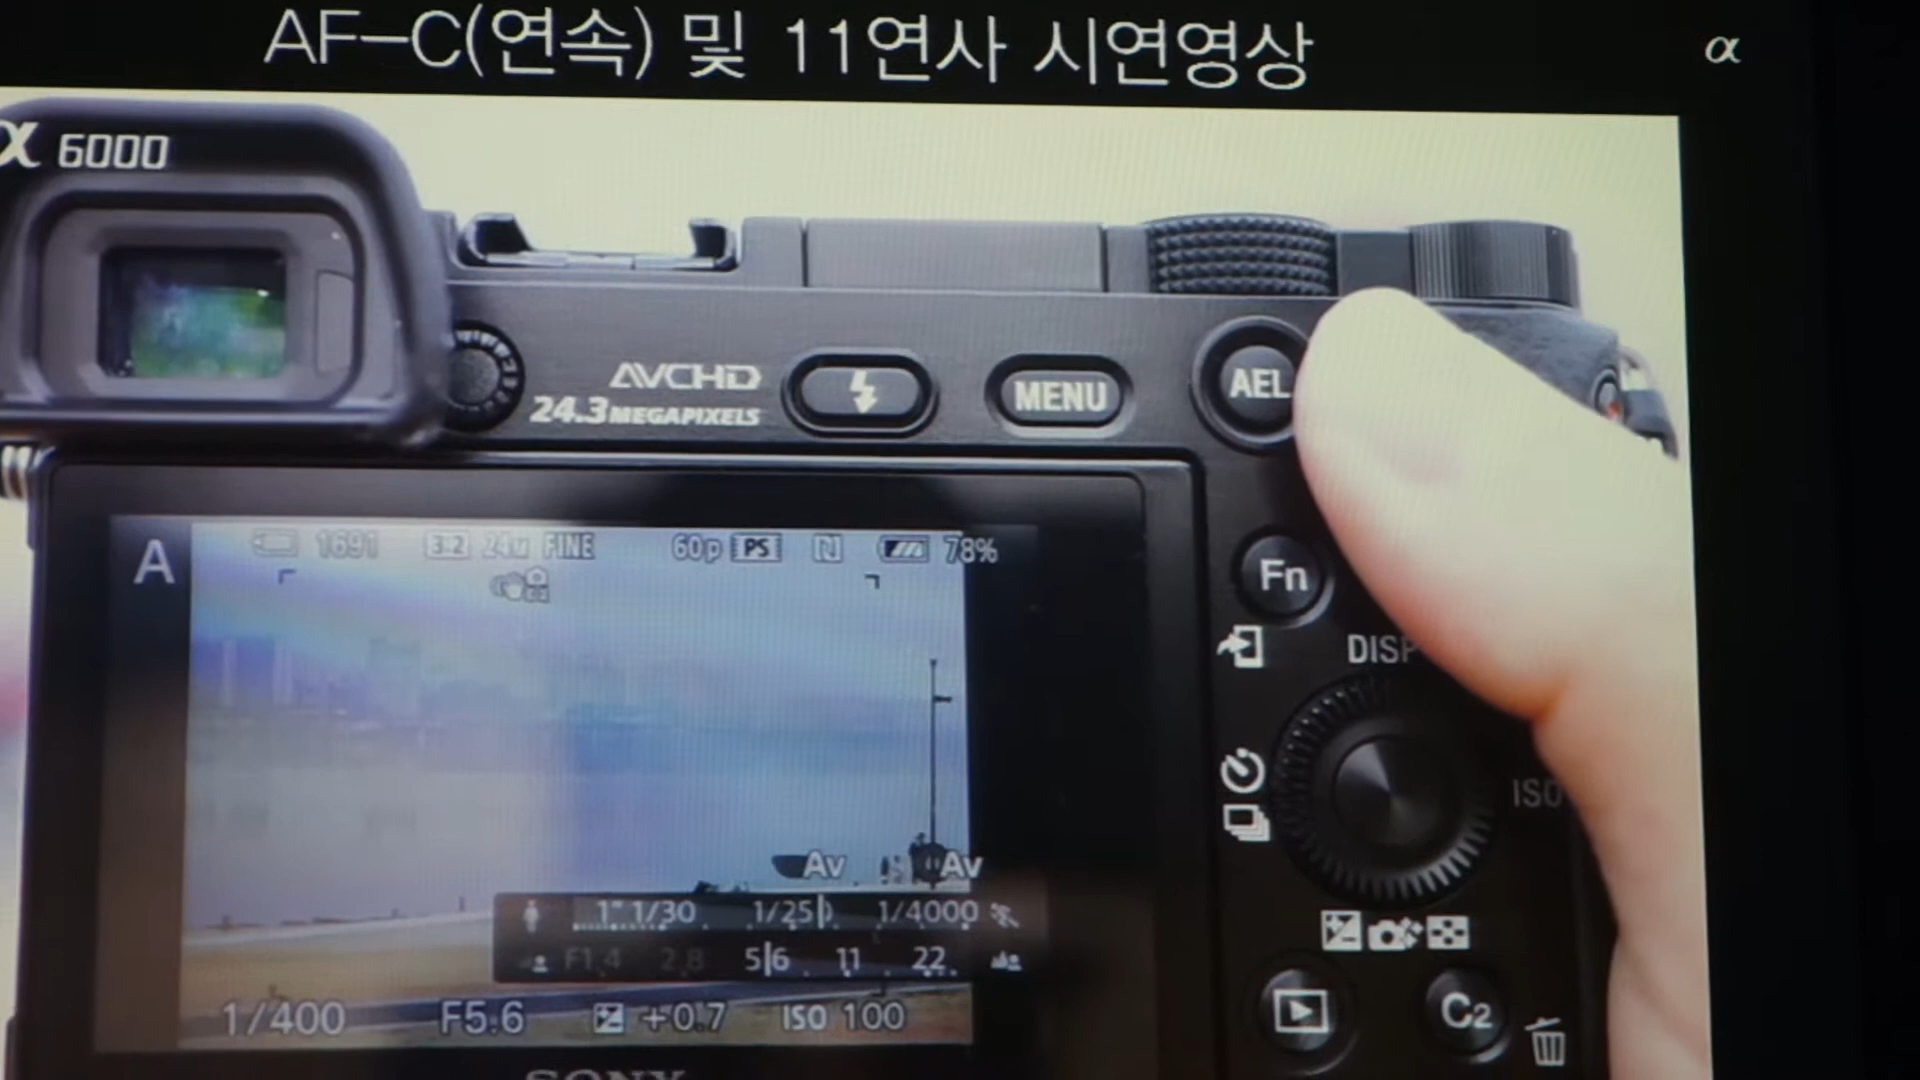 AF-C(연속) 및 11연사 시연영상
α
α 6000
AVCHD
24.3MEGAPIXELS
MENU
AEL
A
1691
3:2
24M
FINE
60p
PS
N
78%
Fn
DISP
ISO
Av
Av
1" 1/30 1/250 1/4000
F1.4 2.8 5.6 11 22
1/400
F5.6
+0.7
ISO 100
C2
SONY